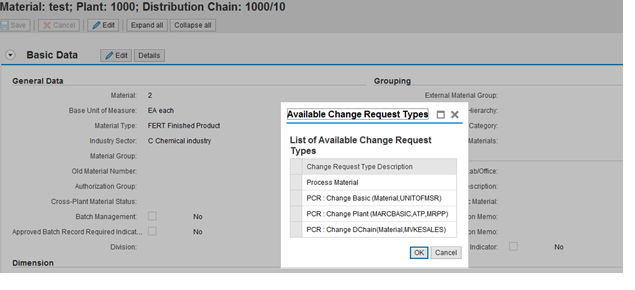 Material: test; Plant: 1000; Distribution Chain: 1000/10
Save Cancel Edit Expand all Collapse all
Basic Data Edit Details
General Data Grouping
Material: 2 External Material Group:
Base Unit of Measure: EA each Hierarchy:
Material Type: FERT Finished Product Category:
Industry Sector: C Chemical industry Materials:
Material Group:
Old Material Number: Lab/Office:
Authorization Group:
Cross-Plant Material Status: Memo:
Batch Management: No on Memo:
Approved Batch Record Required Indicat... No Indicator: No
Division:
Dimension
Available Change Request Types
List of Available Change Request
Types
Change Request Type Description
Process Material
PCR : Change Basic (Material,UNITOFMSR)
PCR : Change Plant (MARCBASIC,ATP,MRPP)
PCR : Change DChain(Material,MVKESALES)
OK Cancel